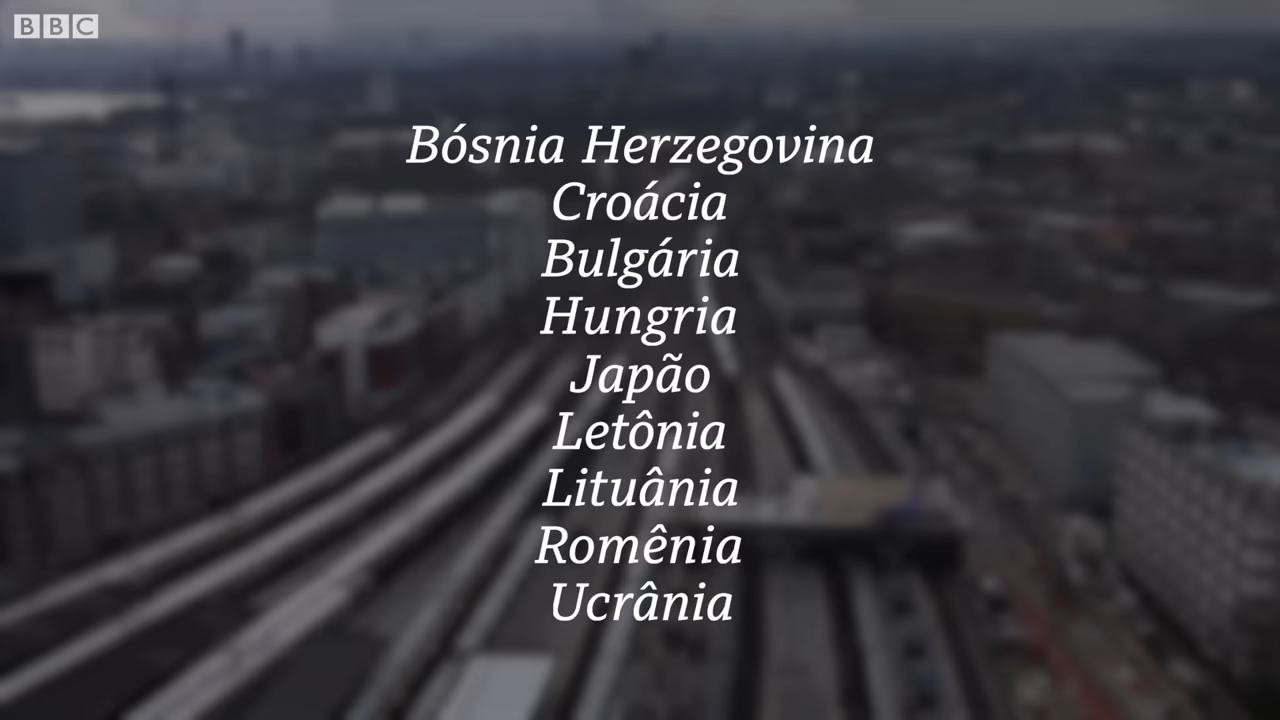 BBC
Bósnia Herzegovina
Croácia
Bulgária
Hungria
Japão
Letônia
Lituânia
Romênia
Ucrânia